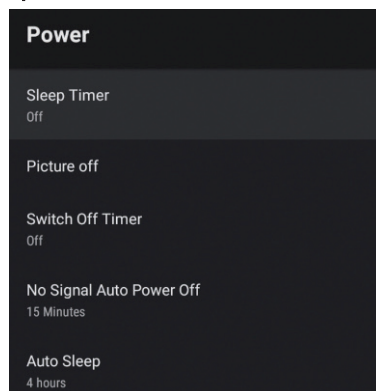 Power
Sleep Timer
Off
Picture off
Switch Off Timer
Off
No Signal Auto Power Off
15 Minutes
Auto Sleep
4 hours